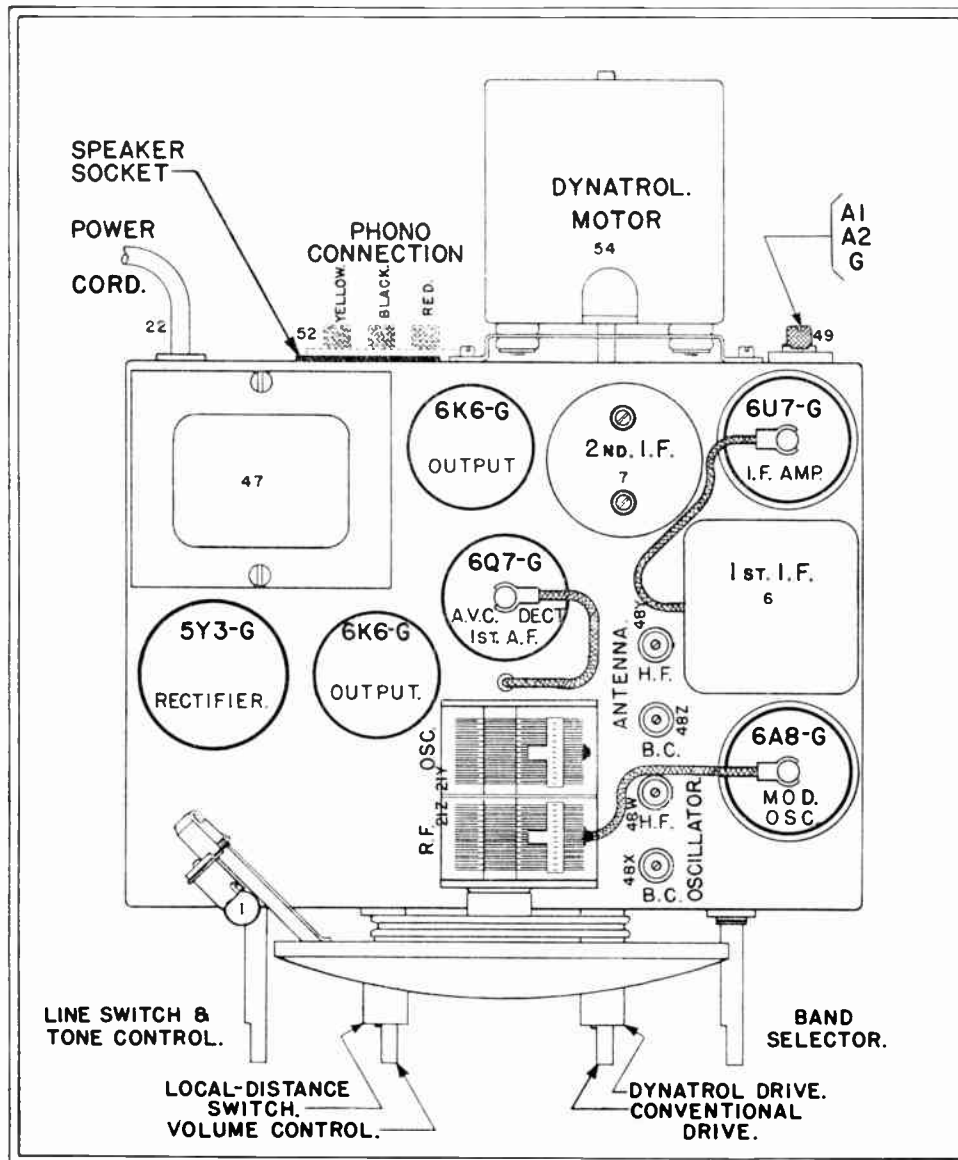 SPEAKER
SOCKET
POWER
CORD.
22
PHONO
CONNECTION
52
YELLOW.
BLACK.
RED.
DYNATROL.
MOTOR
54
A1
A2
G
49
47
6K6-G
OUTPUT
2ND. I.F.
7
6U7-G
I.F. AMP.
6Q7-G
A.V.C. DECT.
1ST. A.F.
1ST. I.F.
6
5Y3-G
RECTIFIER.
6K6-G
OUTPUT.
ANTENNA.
48Y
H.F.
48Z
B.C.
OSC.
21Y
R.F.
21Z
48W
H.F.
48X
B.C.
OSCILLATOR.
6A8-G
MOD.
OSC.
1
LINE SWITCH &
TONE CONTROL.
BAND
SELECTOR.
LOCAL-DISTANCE
SWITCH.
VOLUME CONTROL.
DYNATROL DRIVE.
CONVENTIONAL
DRIVE.